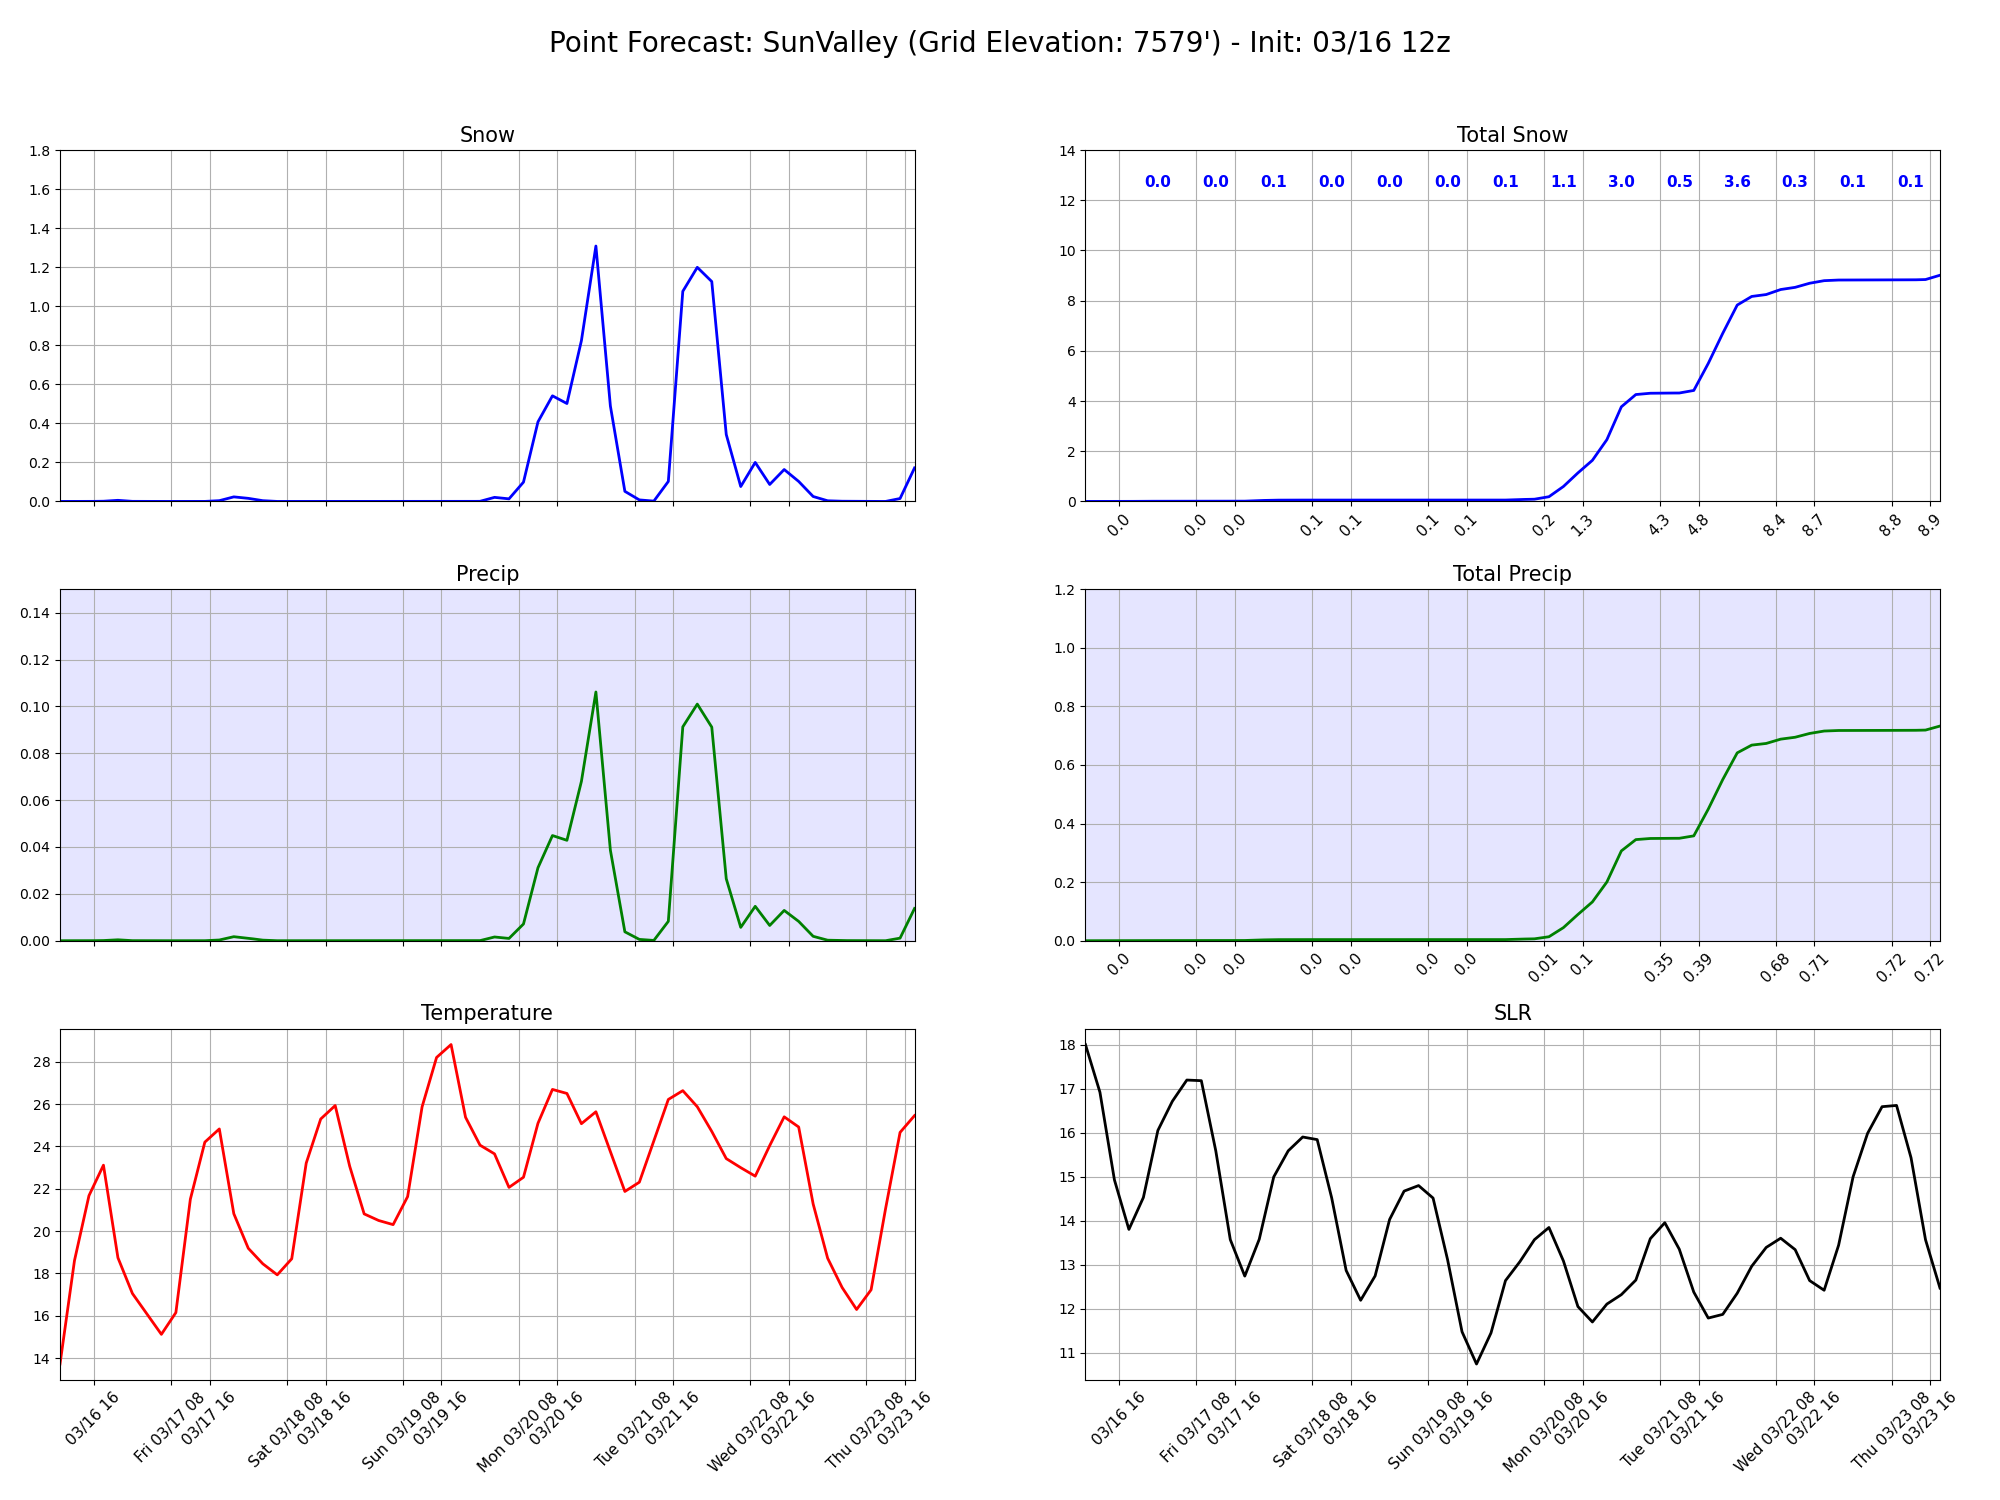 Point Forecast: SunValley (Grid Elevation: 7579') - Init: 03/16 12z
Snow
1.8
1.6
1.4
1.2
1.0
0.8
0.6
0.4
0.2
0.0
Total Snow
14
12
10
8
6
4
2
0
0.0 0.0 0.1 0.0 0.0 0.0 0.1 1.1 3.0 0.5 3.6 0.3 0.1 0.1
0.0 0.0 0.0 0.1 0.1 0.1 0.1 0.2 1.3 4.3 4.8 8.4 8.7 8.8 8.9
Precip
0.14
0.12
0.10
0.08
0.06
0.04
0.02
0.00
Total Precip
1.2
1.0
0.8
0.6
0.4
0.2
0.0
0.0 0.0 0.0 0.0 0.0 0.0 0.0 0.01 0.1 0.35 0.39 0.68 0.71 0.72 0.72
Temperature
28
26
24
22
20
18
16
14
03/16 16
Fri 03/17 08
03/17 16
Sat 03/18 08
03/18 16
Sun 03/19 08
03/19 16
Mon 03/20 08
03/20 16
Tue 03/21 08
03/21 16
Wed 03/22 08
03/22 16
Thu 03/23 08
03/23 16
SLR
18
17
16
15
14
13
12
11
03/16 16
Fri 03/17 08
03/17 16
Sat 03/18 08
03/18 16
Sun 03/19 08
03/19 16
Mon 03/20 08
03/20 16
Tue 03/21 08
03/21 16
Wed 03/22 08
03/22 16
Thu 03/23 08
03/23 16